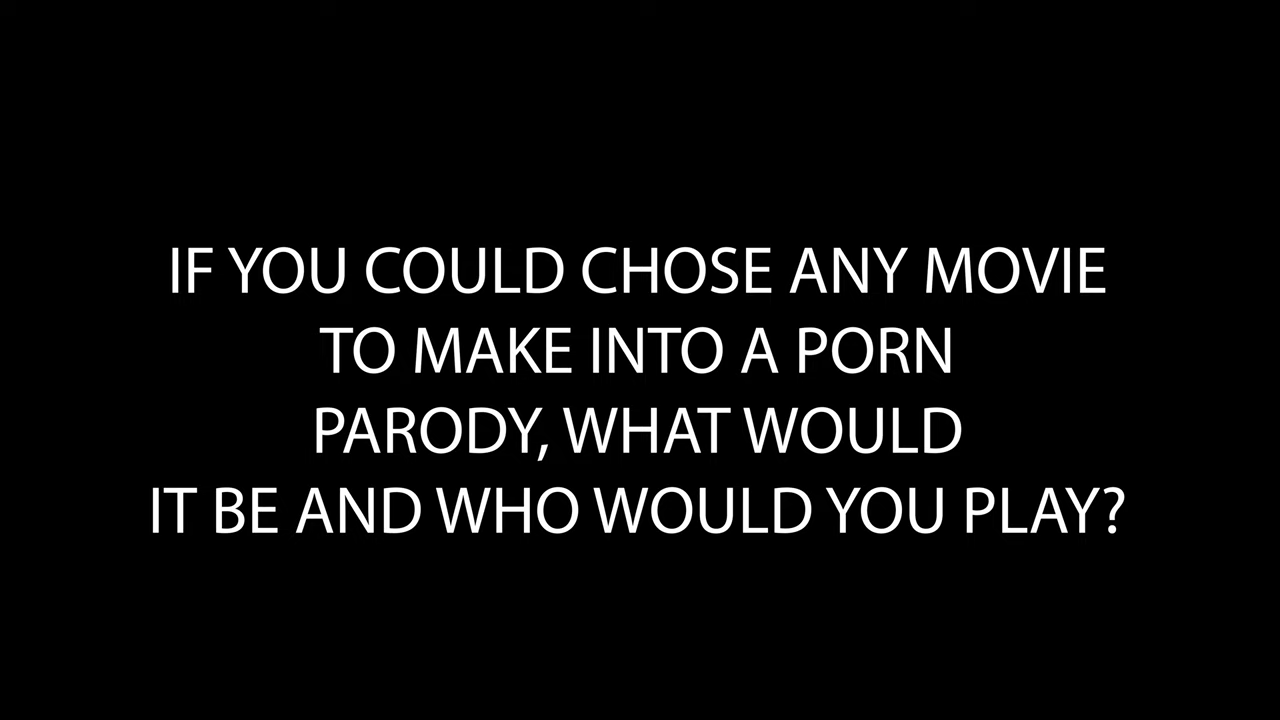 IF YOU COULD CHOSE ANY MOVIE
TO MAKE INTO A PORN
PARODY, WHAT WOULD
IT BE AND WHO WOULD YOU PLAY?